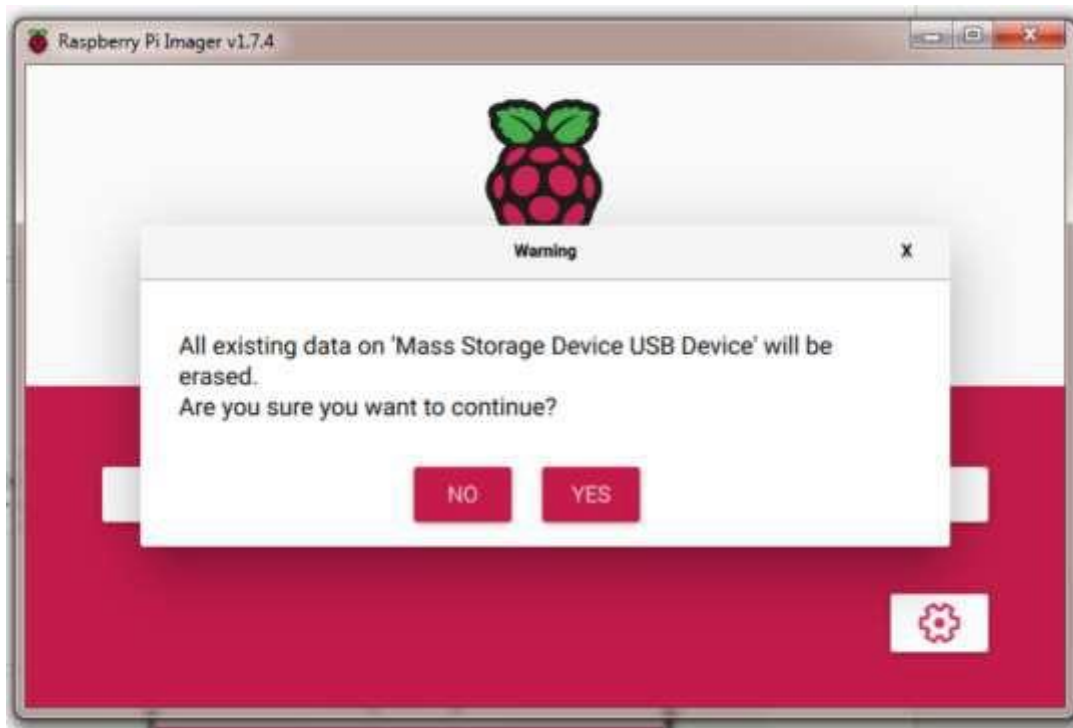 Raspberry Pi Imager v1.7.4
Warning
X
All existing data on 'Mass Storage Device USB Device' will be
erased.
Are you sure you want to continue?
NO
YES